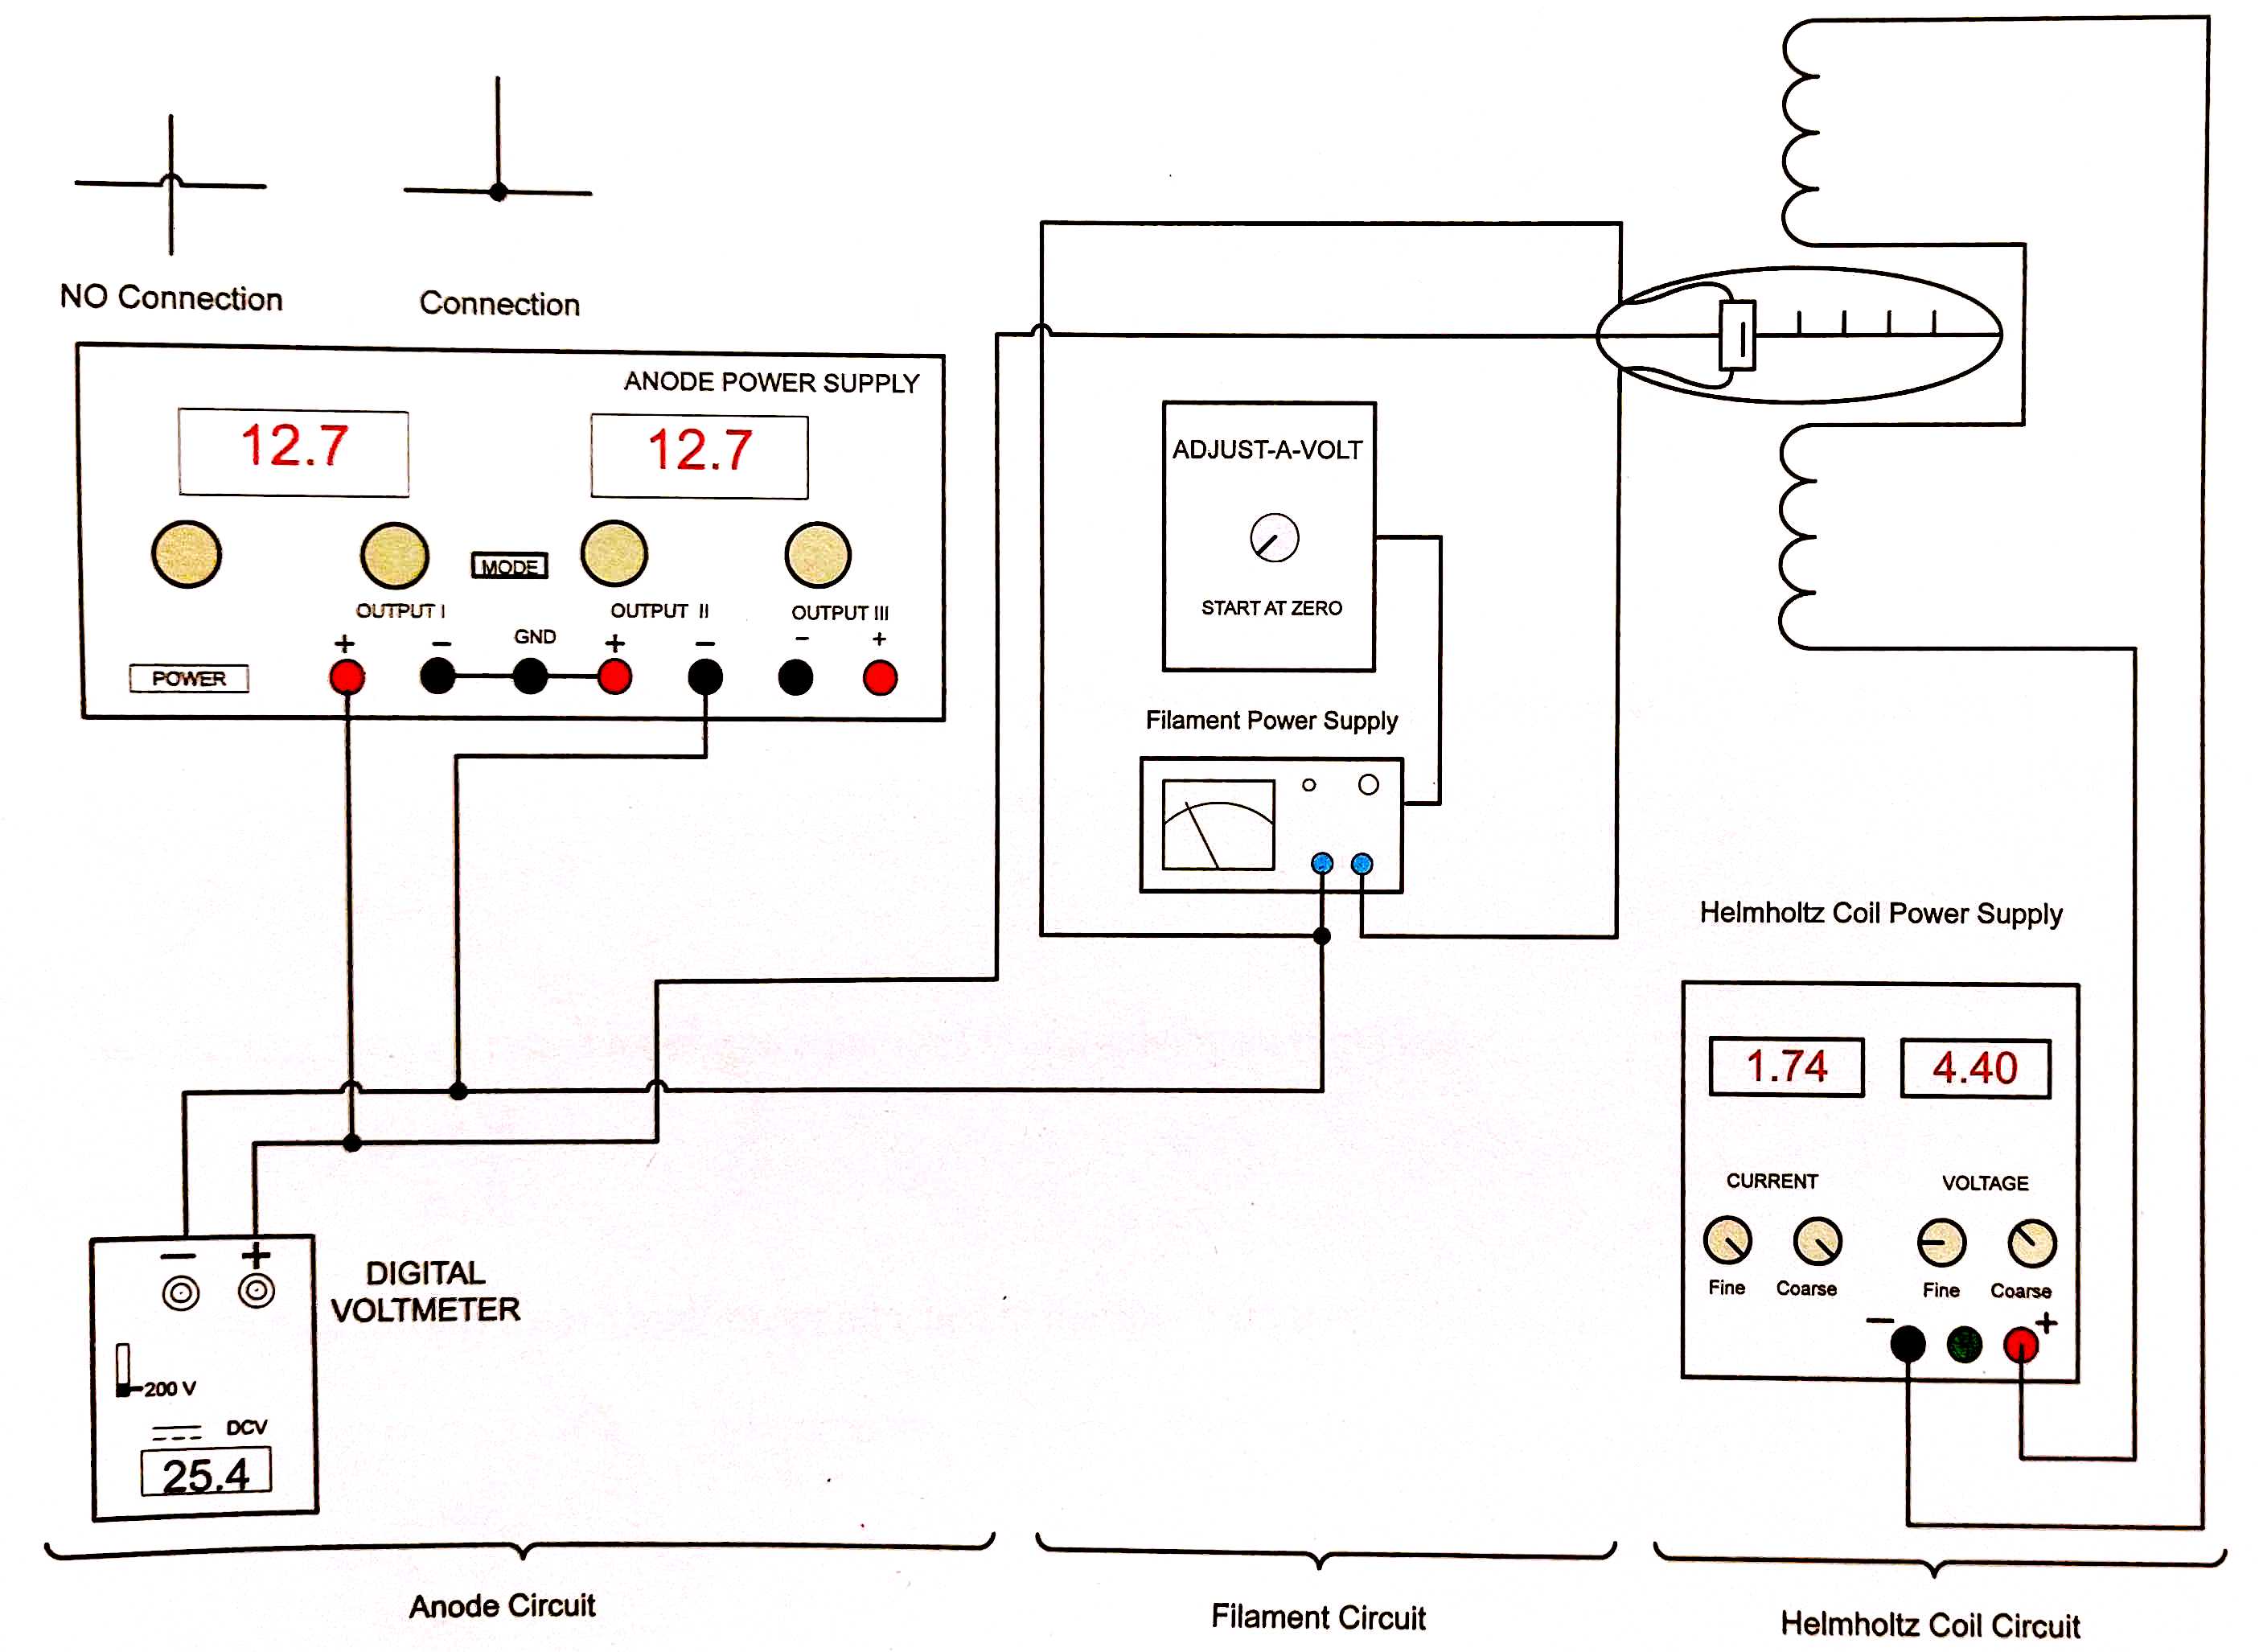 NO Connection
Connection
ANODE POWER SUPPLY
12.7
12.7
MODE
OUTPUT I
OUTPUT II
OUTPUT III
+
−
GND
+
−
−
+
POWER
ADJUST-A-VOLT
START AT ZERO
Filament Power Supply
Helmholtz Coil Power Supply
1.74
4.40
CURRENT
VOLTAGE
Fine
Coarse
Fine
Coarse
−
+
−
+
DIGITAL
VOLTMETER
200 V
DCV
25.4
Anode Circuit
Filament Circuit
Helmholtz Coil Circuit